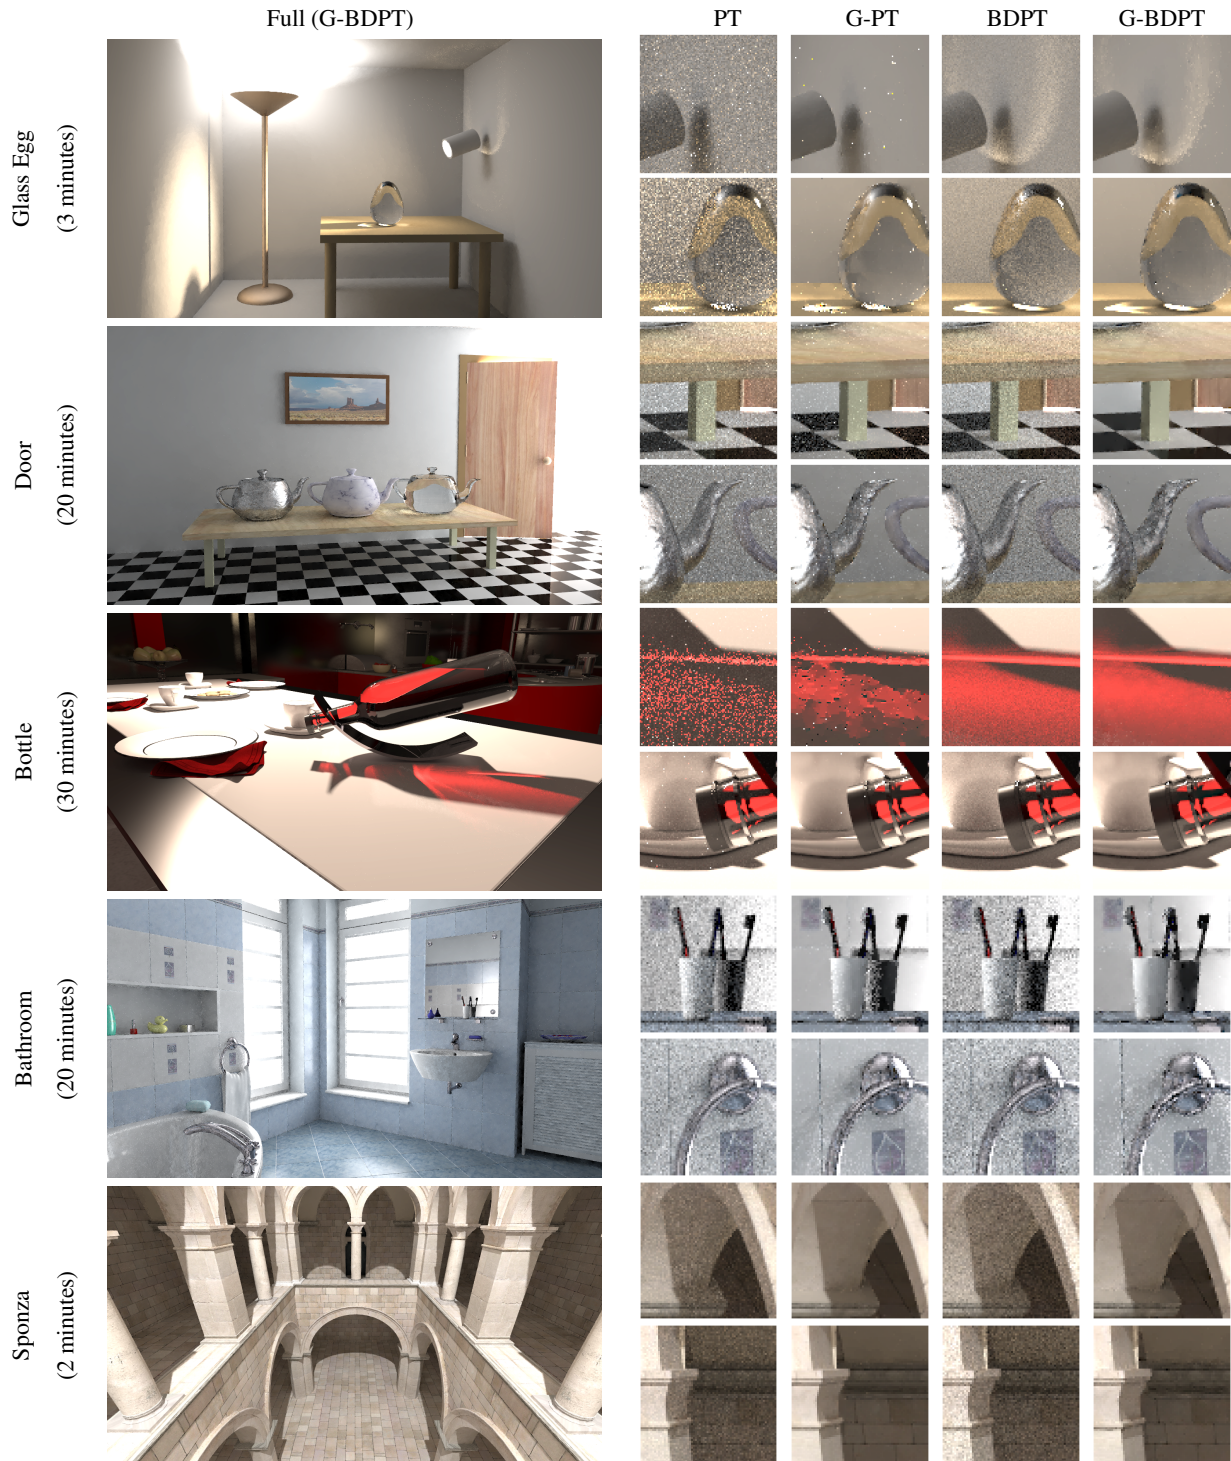 Full (G-BDPT) PT G-PT BDPT G-BDPT
Glass Egg
(3 minutes)
Door
(20 minutes)
Bottle
(30 minutes)
Bathroom
(20 minutes)
Sponza
(2 minutes)